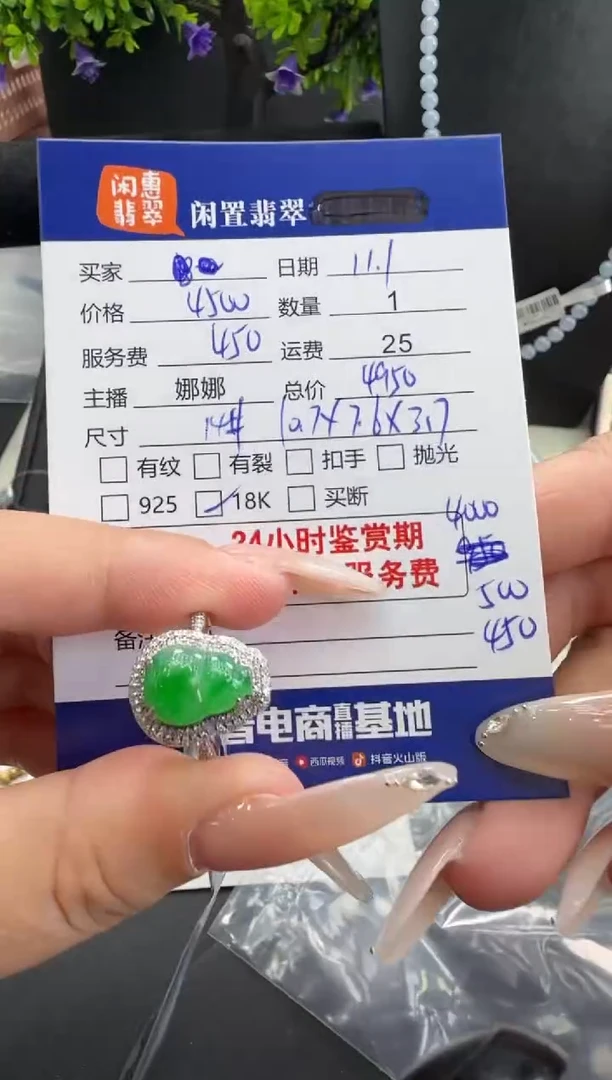 闲惠
翡翠
闲置翡翠
买家 日期 11.1
价格 4500 数量 1
服务费 450 运费 25
主播 娜娜 总价 4950
尺寸 14# 10.7X7.6X3.7
有纹 有裂 扣手 抛光
925 18K 买断
4000
24小时鉴赏期
服务费
500
备注
450
电商直播基地
西瓜视频 抖音火山版